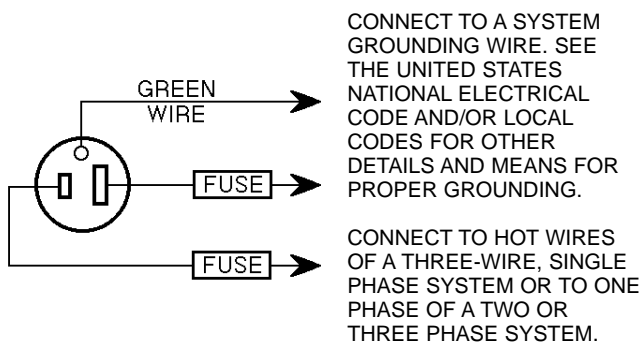 CONNECT TO A SYSTEM
GROUNDING WIRE. SEE
THE UNITED STATES
NATIONAL ELECTRICAL
CODE AND/OR LOCAL
CODES FOR OTHER
DETAILS AND MEANS FOR
PROPER GROUNDING.
GREEN
WIRE
FUSE
FUSE
CONNECT TO HOT WIRES
OF A THREE-WIRE, SINGLE
PHASE SYSTEM OR TO ONE
PHASE OF A TWO OR
THREE PHASE SYSTEM.